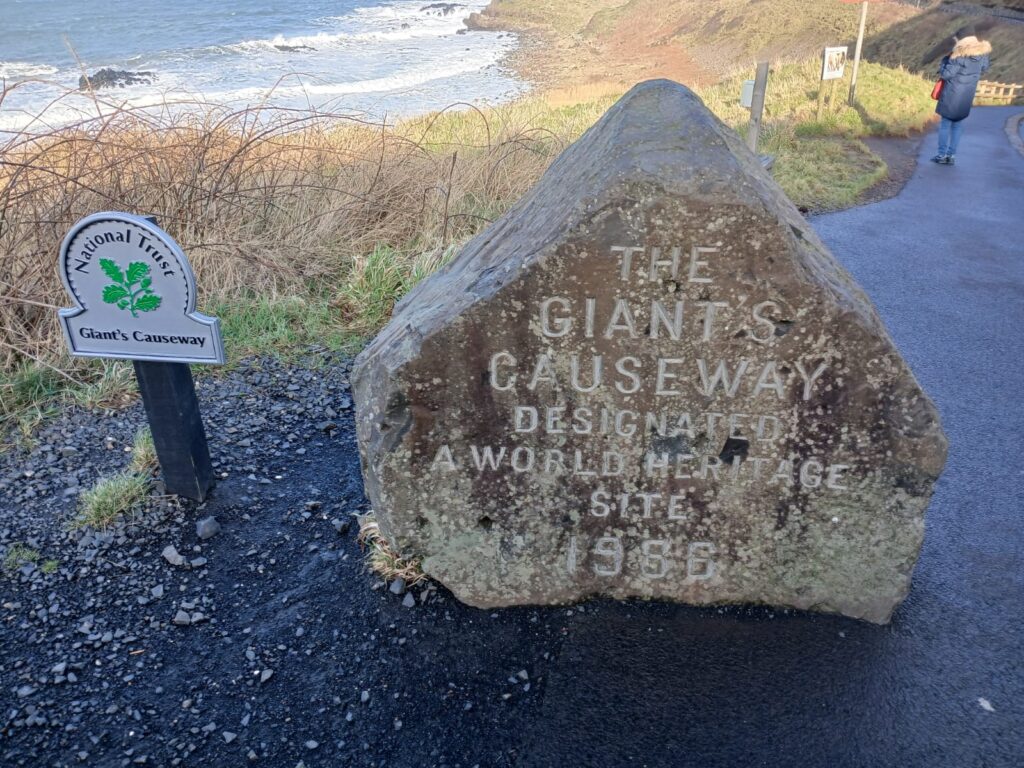 National Trust
Giant's Causeway
THE
GIANT'S
CAUSEWAY
DESIGNATED
A WORLD HERITAGE
SITE
1986